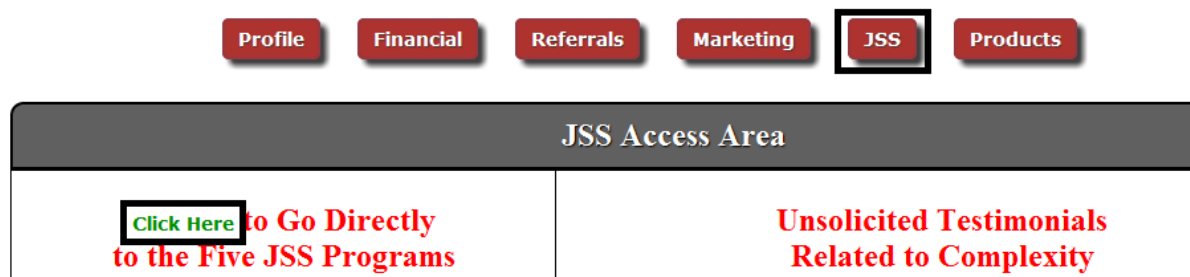 Profile Financial Referrals Marketing JSS Products
JSS Access Area
Click Here to Go Directly
to the Five JSS Programs
Unsolicited Testimonials
Related to Complexity